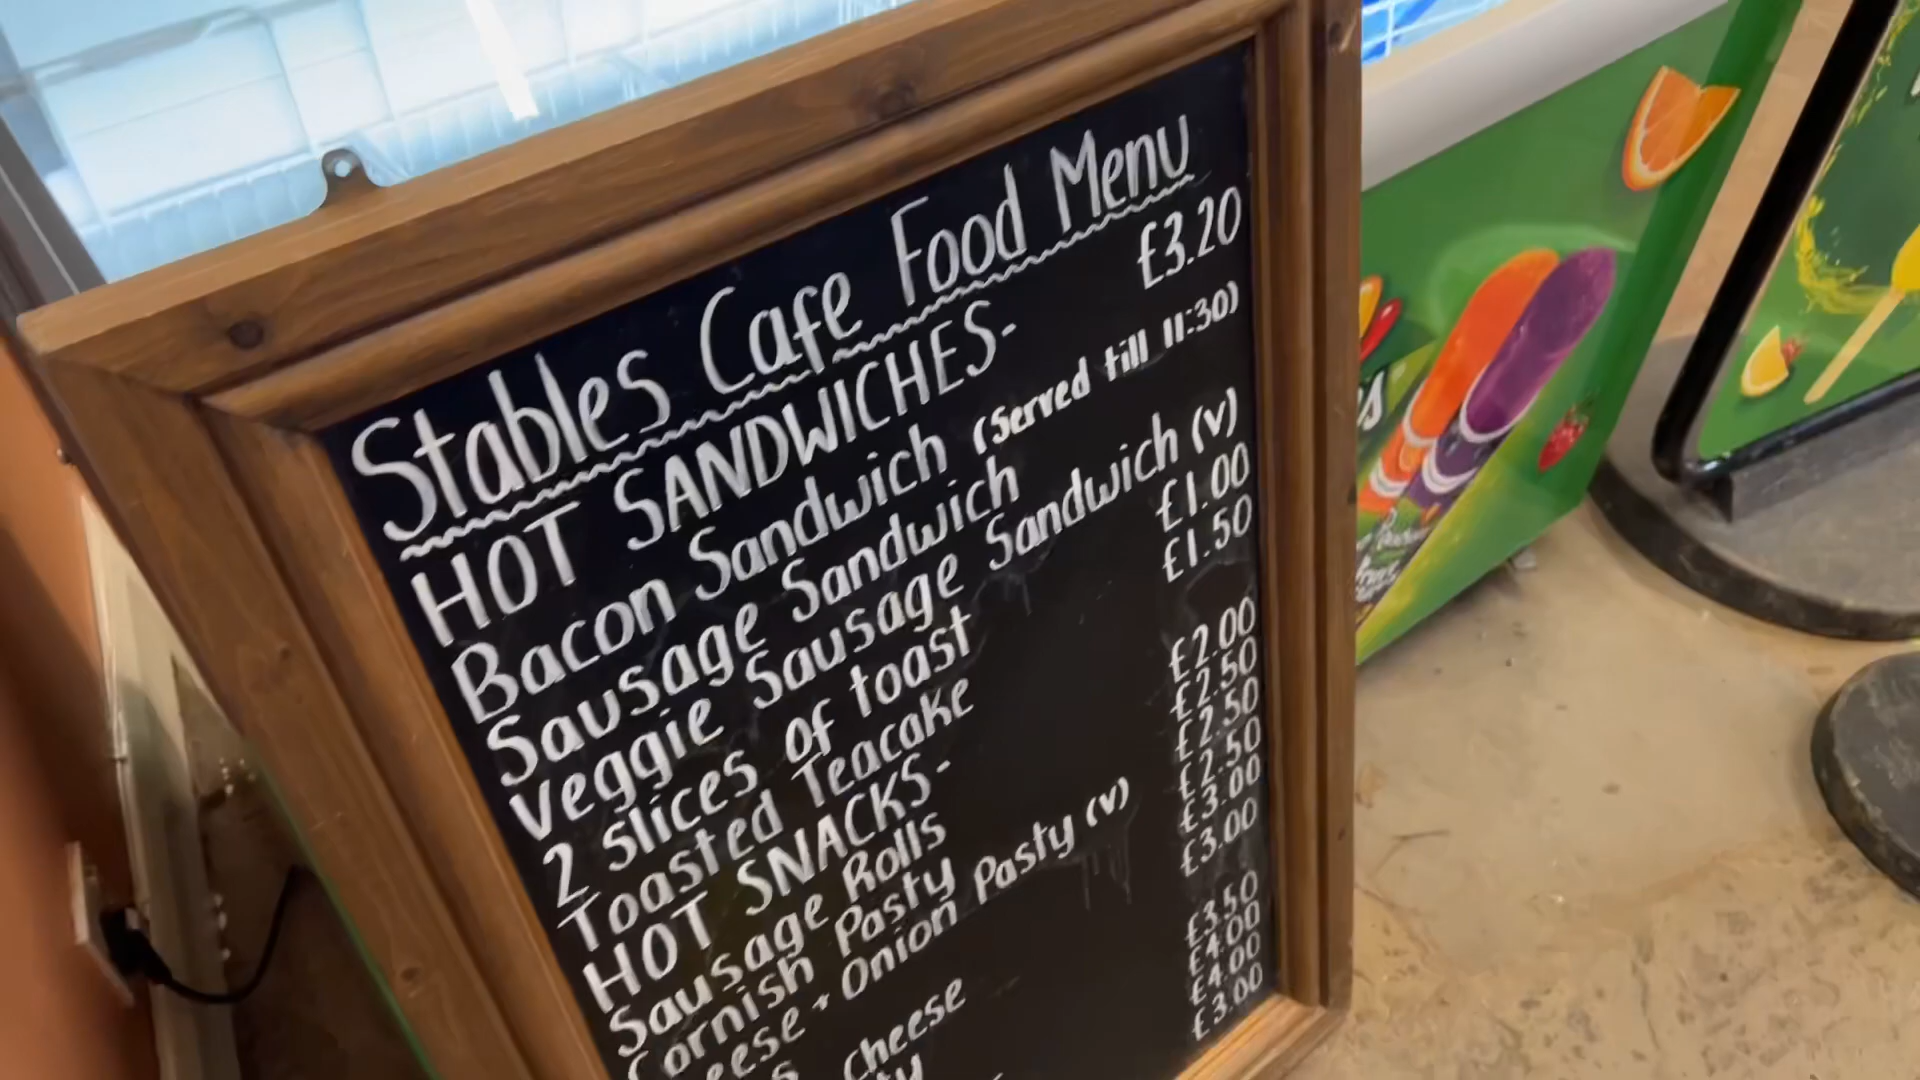 Stables Cafe Food Menu
HOT SANDWICHES- £3.20
Bacon Sandwich (Served till 11:30)
Sausage Sandwich
Veggie Sausage Sandwich (v)
2 slices of toast £1.00
Toasted Teacake £1.50
HOT SNACKS-
Sausage Rolls £2.00
Cornish Pasty £2.50
Onion Pasty (v) £2.50
Cheese £2.50
£3.00
£3.00
£3.50
£4.00
£4.00
£3.00